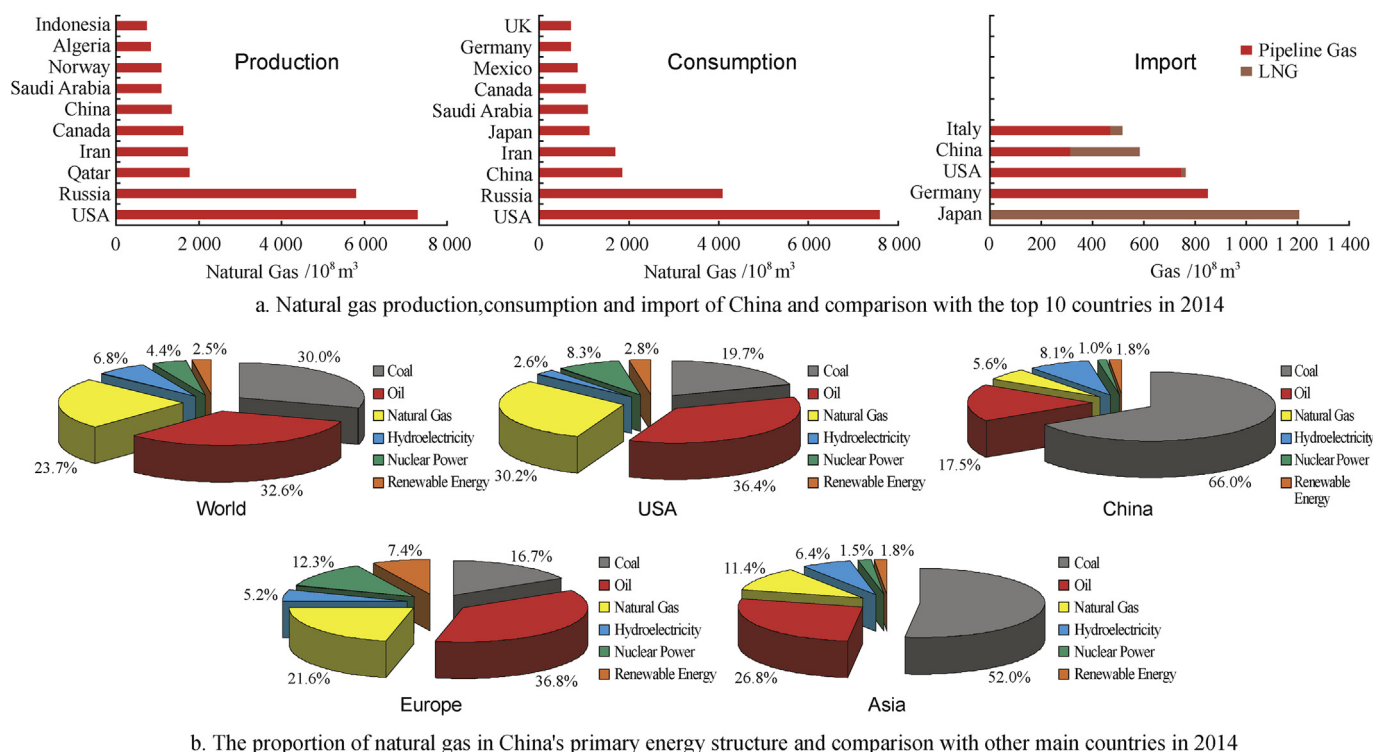 Production
Indonesia
Algeria
Norway
Saudi Arabia
China
Canada
Iran
Qatar
Russia
USA
0 2 000 4 000 6 000 8 000
Natural Gas /10⁸ m³
Consumption
UK
Germany
Mexico
Canada
Saudi Arabia
Japan
Iran
China
Russia
USA
0 2 000 4 000 6 000 8 000
Natural Gas /10⁸ m³
Import
Pipeline Gas
LNG
Italy
China
USA
Germany
Japan
0 200 400 600 800 1 000 1 200 1 400
Gas /10⁸ m³
a. Natural gas production,consumption and import of China and comparison with the top 10 countries in 2014
6.8% 4.4% 2.5% 30.0%
23.7%
32.6%
Coal
Oil
Natural Gas
Hydroelectricity
Nuclear Power
Renewable Energy
World
2.6% 8.3% 2.8% 19.7%
30.2%
36.4%
Coal
Oil
Natural Gas
Hydroelectricity
Nuclear Power
Renewable Energy
USA
5.6% 8.1% 1.0% 1.8%
17.5%
66.0%
Coal
Oil
Natural Gas
Hydroelectricity
Nuclear Power
Renewable
Energy
China
5.2% 12.3% 7.4% 16.7%
21.6%
36.8%
Coal
Oil
Natural Gas
Hydroelectricity
Nuclear Power
Renewable Energy
Europe
11.4% 6.4% 1.5% 1.8%
26.8%
52.0%
Coal
Oil
Natural Gas
Hydroelectricity
Nuclear Power
Renewable Energy
Asia
b. The proportion of natural gas in China's primary energy structure and comparison with other main countries in 2014